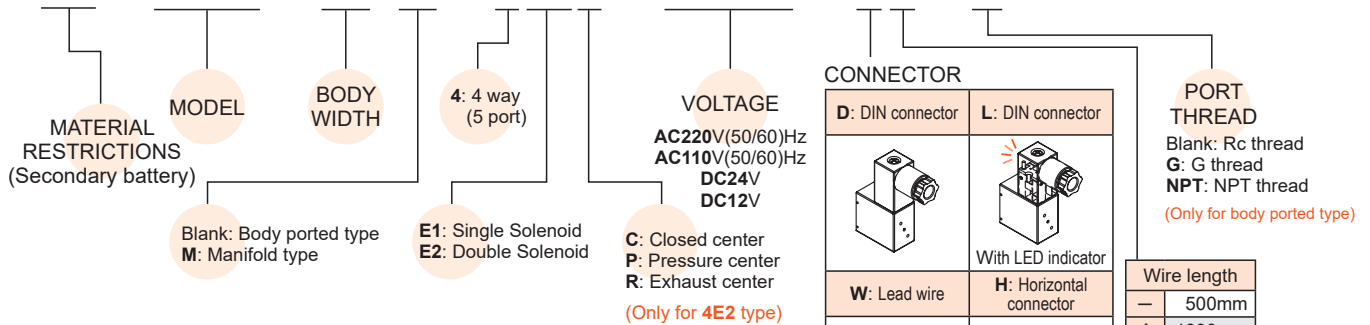 MATERIAL
RESTRICTIONS
(Secondary battery)
MODEL
BODY
WIDTH
Blank: Body ported type
M: Manifold type
4: 4 way
(5 port)
E1: Single Solenoid
E2: Double Solenoid
C: Closed center
P: Pressure center
R: Exhaust center
(Only for 4E2 type)
VOLTAGE
AC220V(50/60)Hz
AC110V(50/60)Hz
DC24V
DC12V
CONNECTOR
D: DIN connector
L: DIN connector
With LED indicator
W: Lead wire
H: Horizontal
connector
Wire length
— 500mm
PORT
THREAD
Blank: Rc thread
G: G thread
NPT: NPT thread
(Only for body ported type)